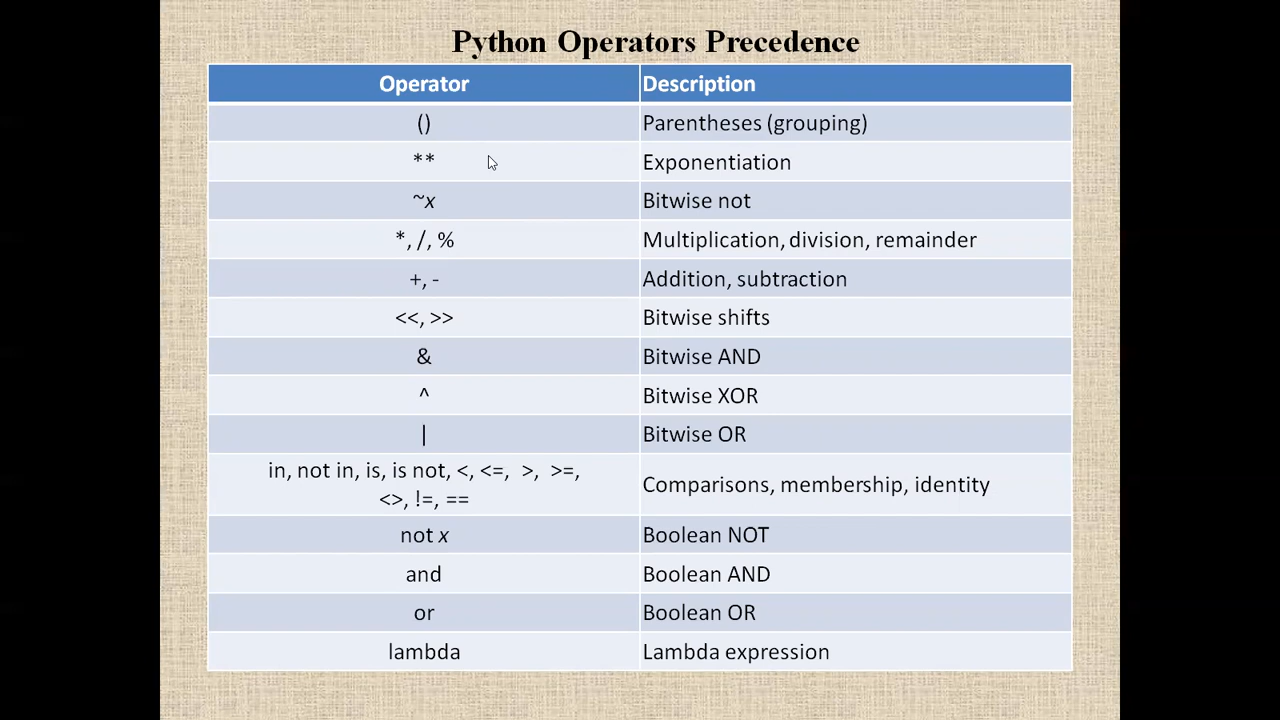 Python Operators Precedence
Operator Description
() Parentheses (grouping)
** Exponentiation
~x Bitwise not
*, /, % Multiplication, division, remainder
+, - Addition, subtraction
<<, >> Bitwise shifts
& Bitwise AND
^ Bitwise XOR
| Bitwise OR
in, not in, is, is not, <, <=, >, >=,
<>, !=, == Comparisons, membership, identity
not x Boolean NOT
and Boolean AND
or Boolean OR
lambda Lambda expression